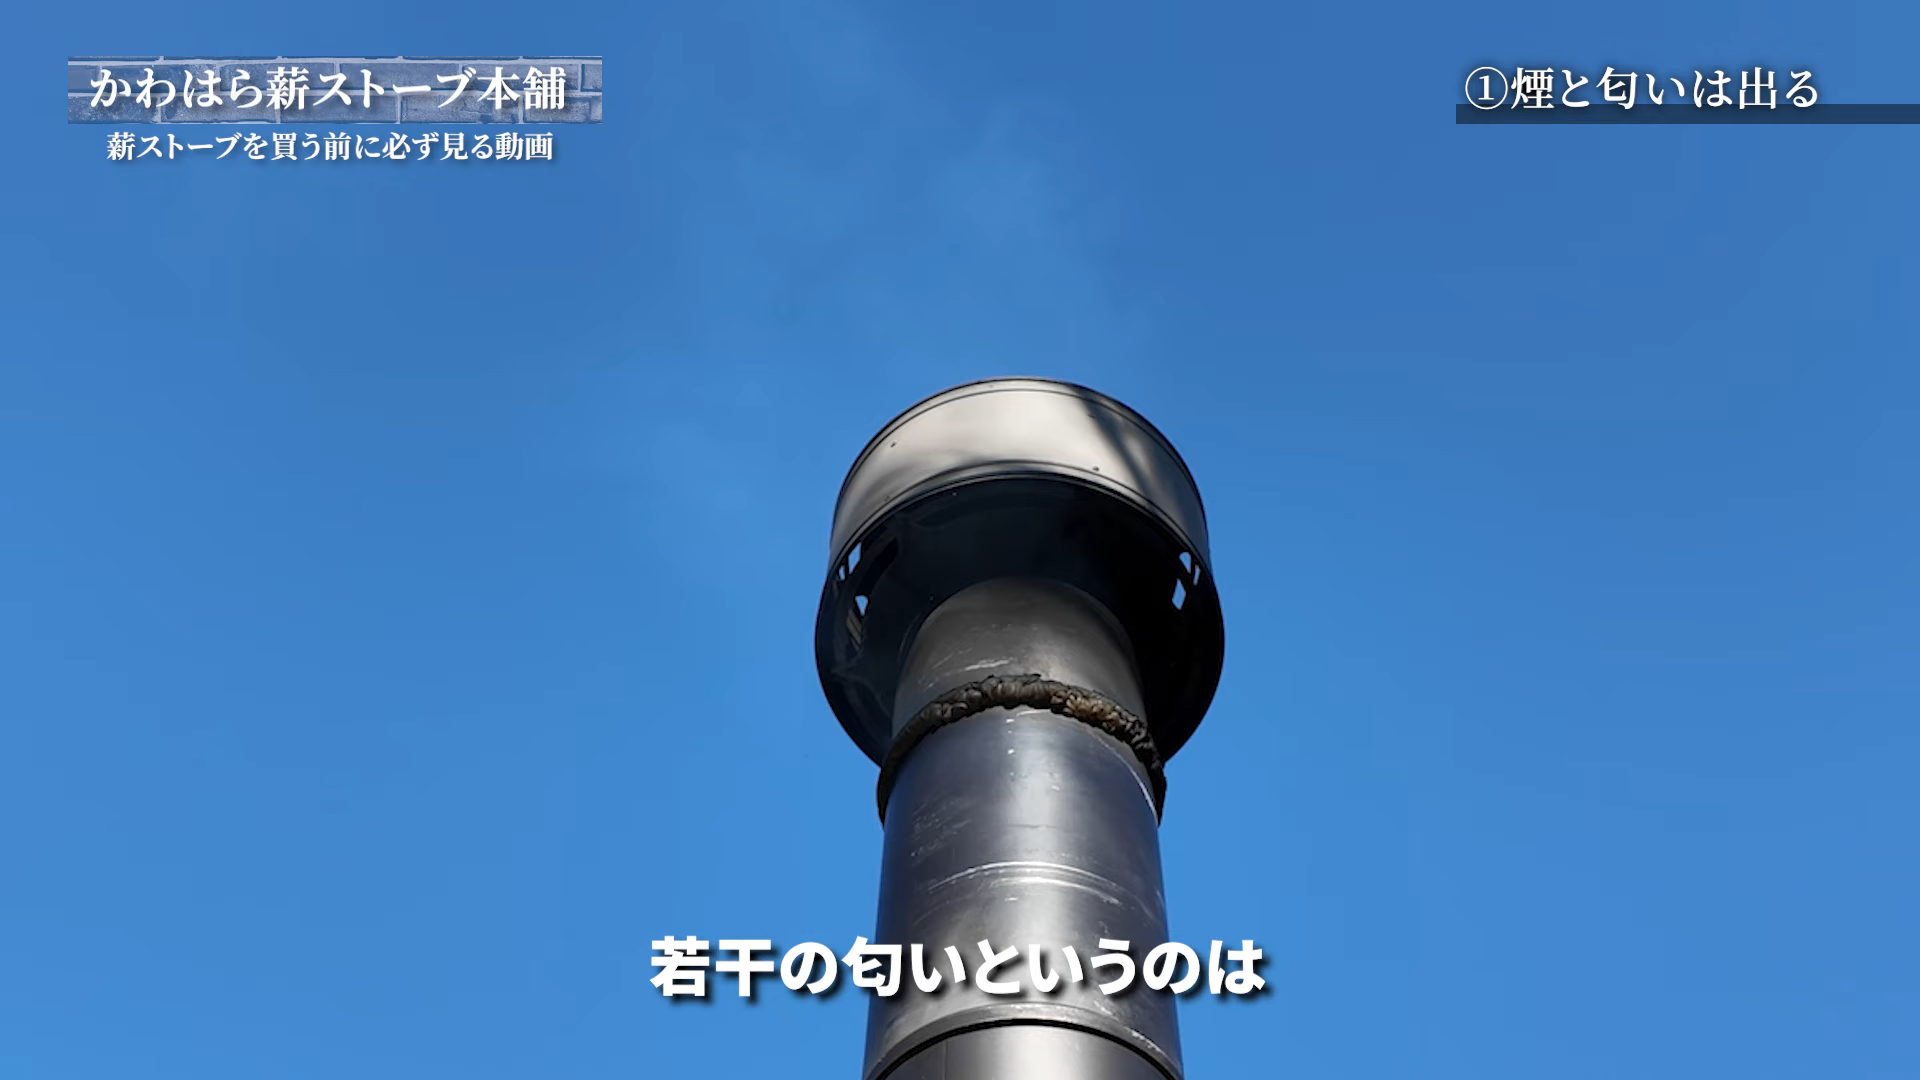 かわはら薪ストーブ本舗
薪ストーブを買う前に必ず見る動画
①煙と匂いは出る
若干の匂いというのは